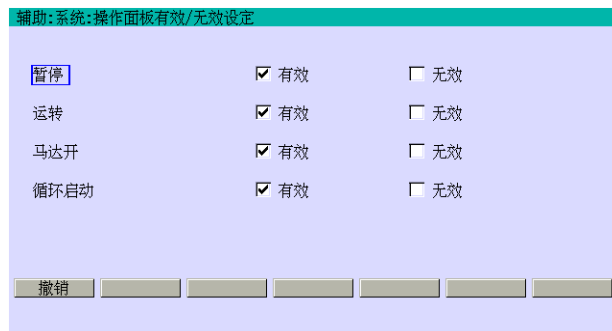 辅助:系统:操作面板有效/无效设定
暂停 有效 无效
运转 有效 无效
马达开 有效 无效
循环启动 有效 无效
撤销